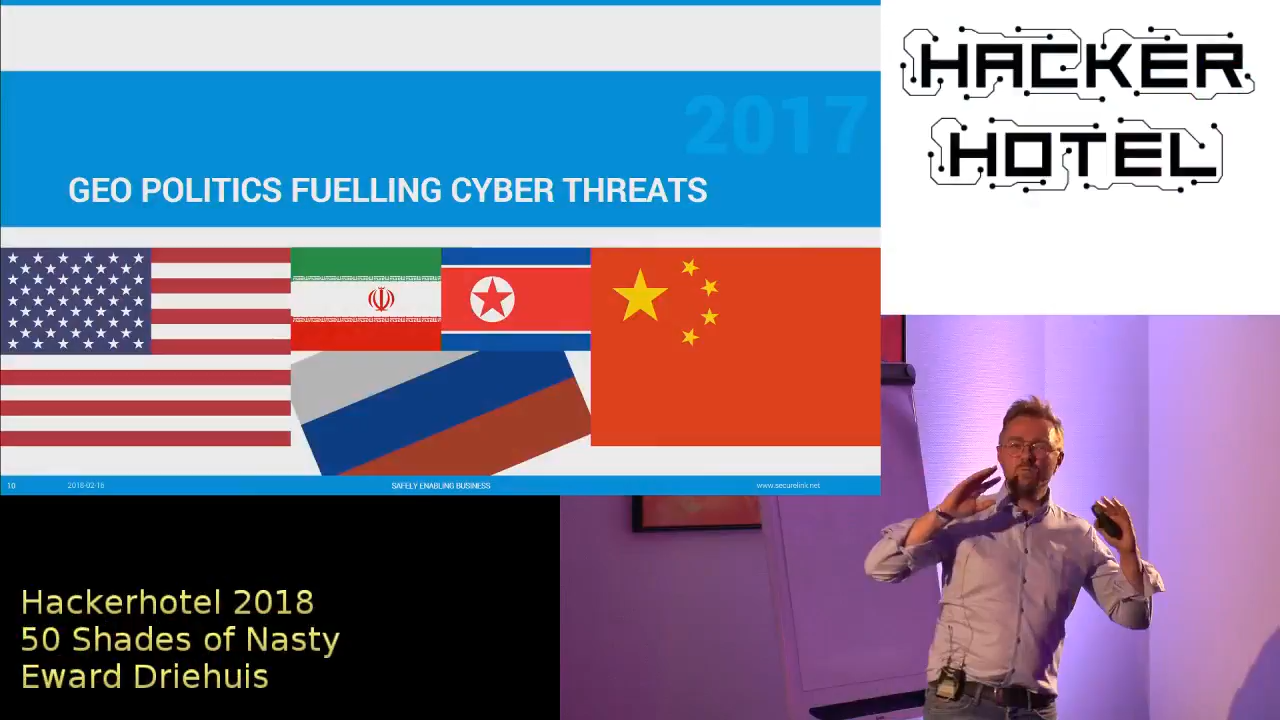 2017
GEO POLITICS FUELLING CYBER THREATS
10
2018-02-16
SAFELY ENABLING BUSINESS
www.securelink.net
HACKER
HOTEL
Hackerhotel 2018
50 Shades of Nasty
Eward Driehuis